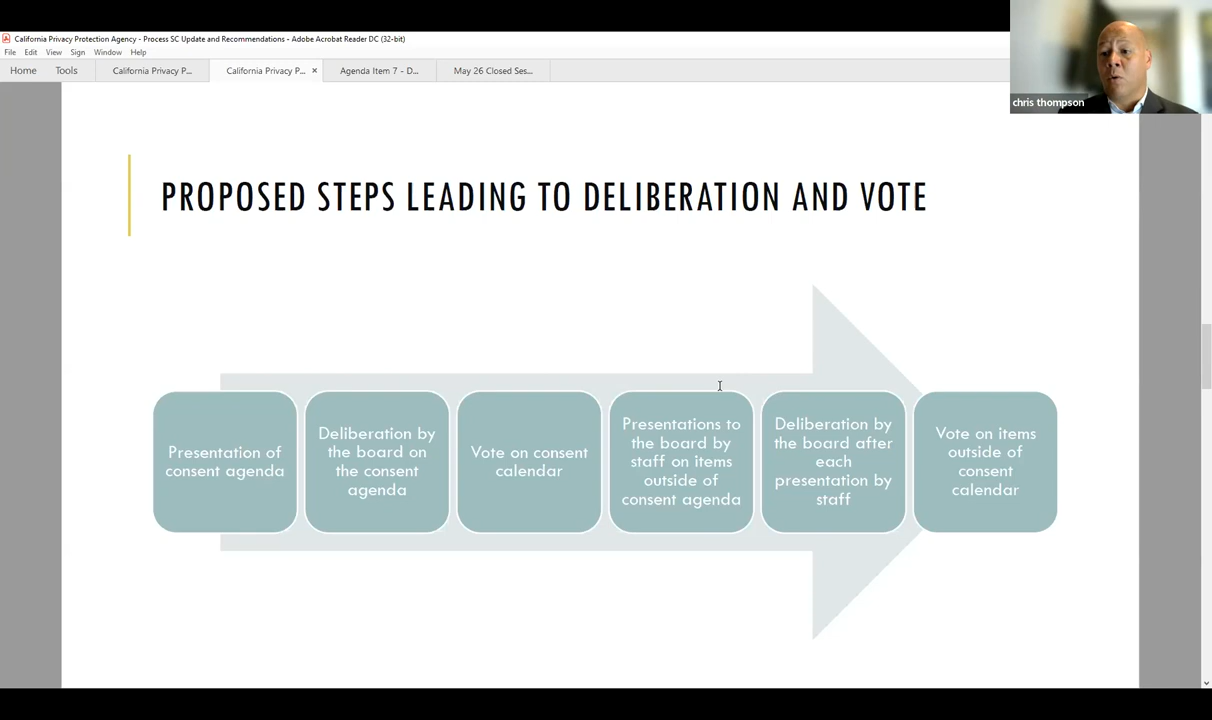 California Privacy Protection Agency - Process SC Update and Recommendations - Adobe Acrobat Reader DC (32-bit)
File Edit View Sign Window Help
Home Tools California Privacy P... California Privacy P... × Agenda Item 7 - D... May 26 Closed Ses...
chris thompson
PROPOSED STEPS LEADING TO DELIBERATION AND VOTE
Presentation of
consent agenda
Deliberation by
the board on
the consent
agenda
Vote on consent
calendar
Presentations to
the board by
staff on items
outside of
consent agenda
Deliberation by
the board after
each
presentation by
staff
Vote on items
outside of
consent
calendar